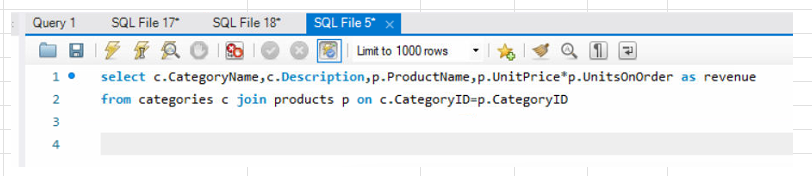 Query 1 SQL File 17* SQL File 18* SQL File 5* ×
Limit to 1000 rows
1 select c.CategoryName,c.Description,p.ProductName,p.UnitPrice*p.UnitsOnOrder as revenue
2 from categories c join products p on c.CategoryID=p.CategoryID
3
4